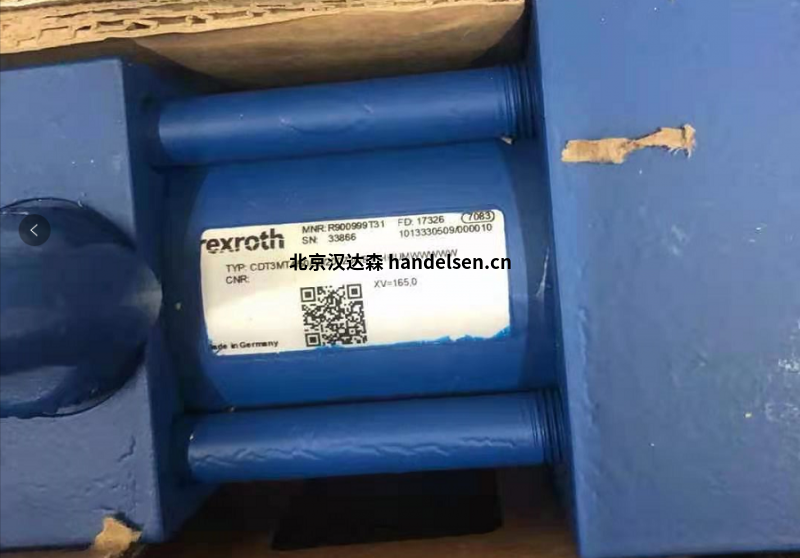 rexroth
MNR: R900999T31 FD: 17326 7083
SN: 33866 1013330509/000010
TYP: CDT3MT
CNR:
XV=165,0
Made in Germany
北京汉达森 handelsen.cn